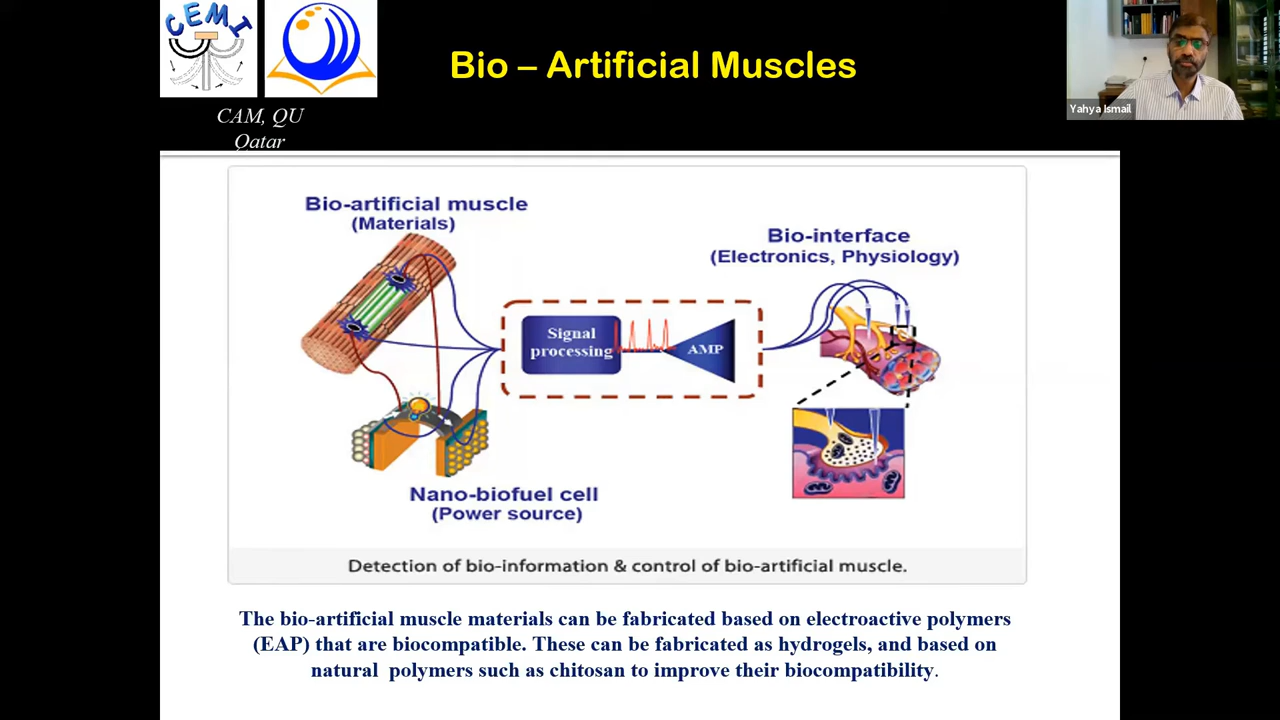 CEMT
CAM, QU
Qatar
Bio – Artificial Muscles
Yahya Ismail
Bio-artificial muscle
(Materials)
Bio-interface
(Electronics, Physiology)
Signal
processing
AMP
Nano-biofuel cell
(Power source)
Detection of bio-information & control of bio-artificial muscle.
The bio-artificial muscle materials can be fabricated based on electroactive polymers
(EAP) that are biocompatible. These can be fabricated as hydrogels, and based on
natural polymers such as chitosan to improve their biocompatibility.